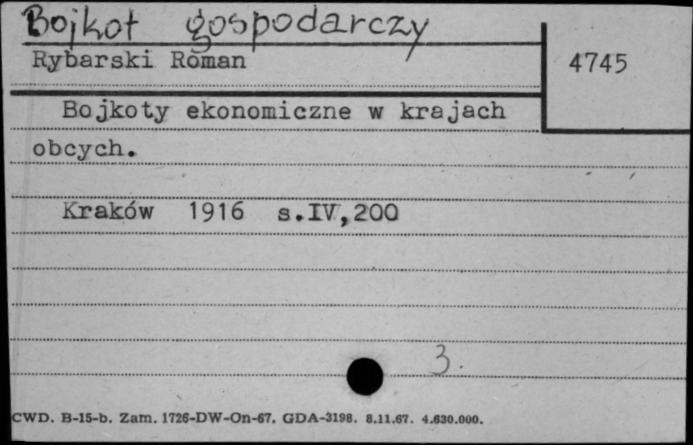 Bojkot gospodarczy
Rybarski Roman
4745
Bojkoty ekonomiczne w krajach
obcych.
Kraków 1916 s.IV,200
3.
CWD. B-15-b. Zam. 1726-DW-On-67. GDA-3198. 8.11.67. 4.630.000.